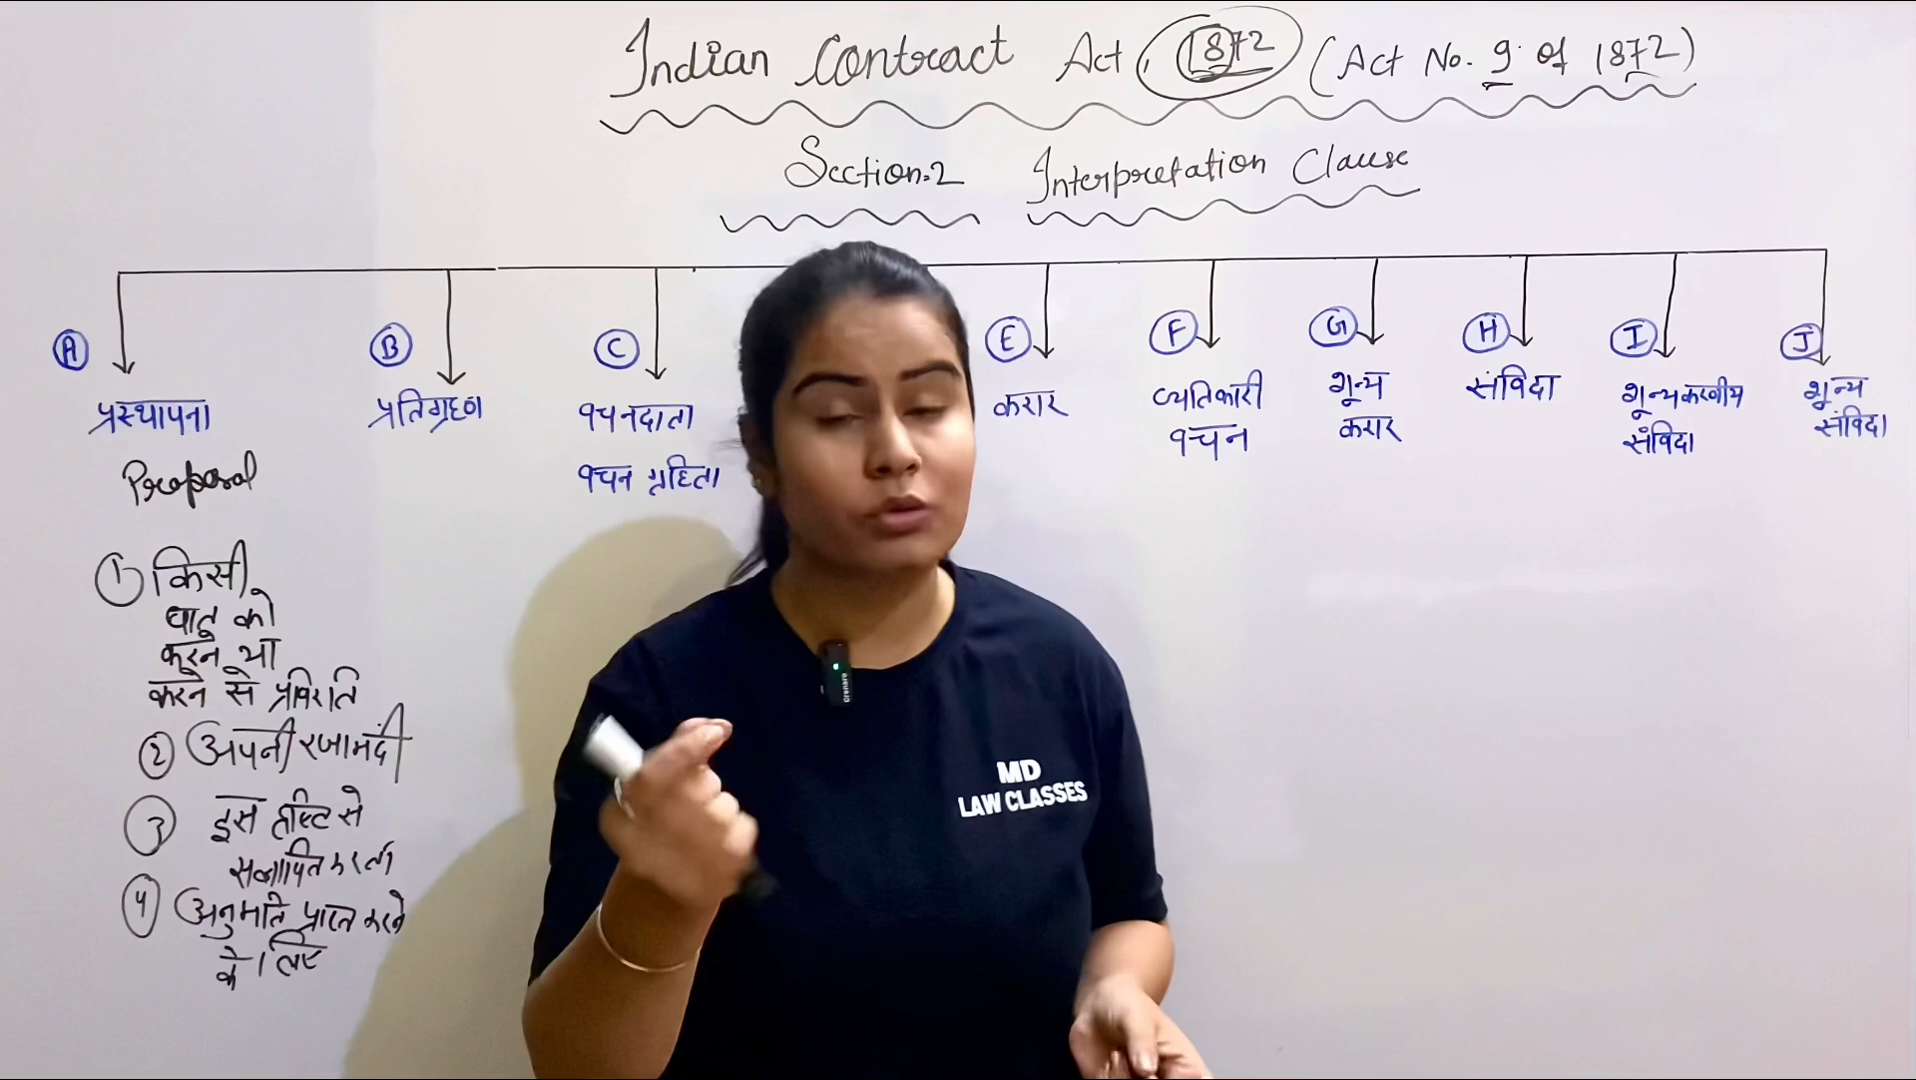 Indian Contract Act, 1872 (Act No. 9 of 1872)
Section.2 Interpretation Clause
A
B
C
E
F
G
H
I
J
प्रस्थापना
Proposal
प्रतिग्रहण
वचनदाता
वचन ग्रहिता
करार
व्यतिकारी
वचन
शून्य
करार
संविदा
शून्यकरणीय
संविदा
शून्य
संविदा
1 किसी
बात को
करने या
करने से प्रविरति
2 अपनी रजामंदी
3 इस दृष्टि से
संज्ञापित करता
4 अनुमति प्राप्त करने
के लिए
MD
LAW CLASSES